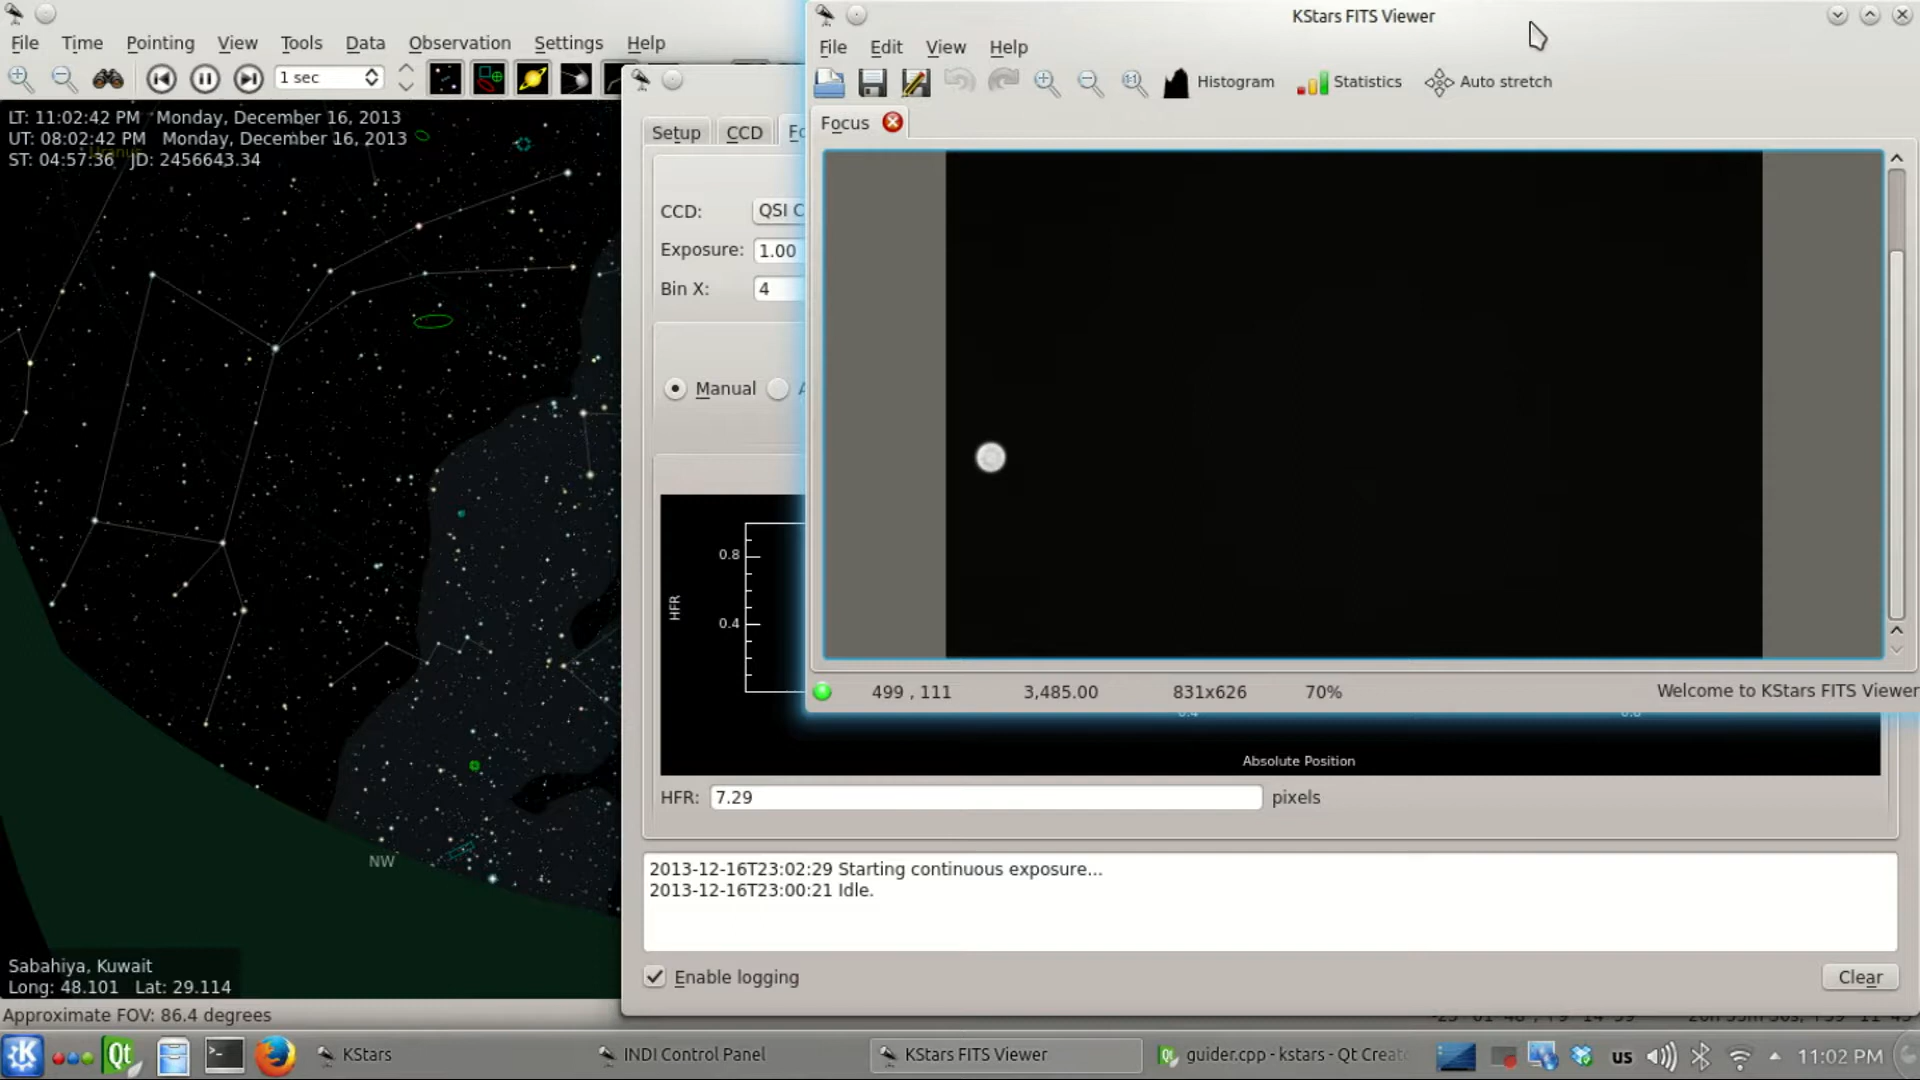 KStars FITS Viewer
File Time Pointing View Tools Data Observation Settings Help
File Edit View Help
1 sec
Histogram Statistics Auto stretch
LT: 11:02:42 PM Monday, December 16, 2013
UT: 08:02:42 PM Monday, December 16, 2013
ST: 04:57:36 JD: 2456643.34
Focus
Setup CCD Fo
CCD: QSI C
Exposure: 1.00
Bin X: 4
Manual A
0.8
HFR
0.4
499 , 111 3,485.00 831x626 70% Welcome to KStars FITS Viewer
Absolute Position
HFR: 7.29 pixels
NW
2013-12-16T23:02:29 Starting continuous exposure...
2013-12-16T23:00:21 Idle.
Sabahiya, Kuwait
Long: 48.101 Lat: 29.114
Enable logging Clear
Approximate FOV: 86.4 degrees
Qt KStars INDI Control Panel KStars FITS Viewer guider.cpp - kstars - Qt Creato us 11:02 PM